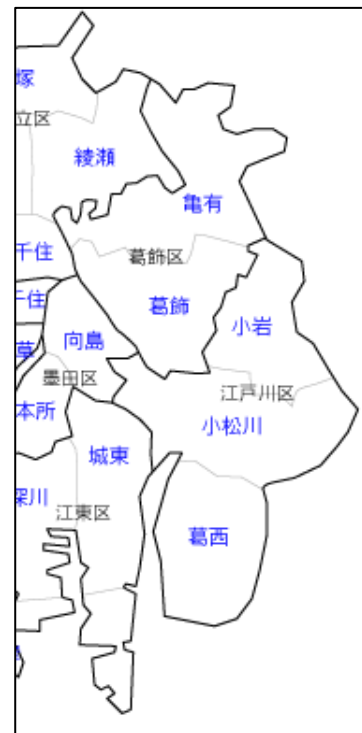 塚
立区
綾瀬
亀有
千住
葛飾区
千住
葛飾
小岩
向島
草
墨田区
江戸川区
本所
小松川
城東
深川
江東区
葛西